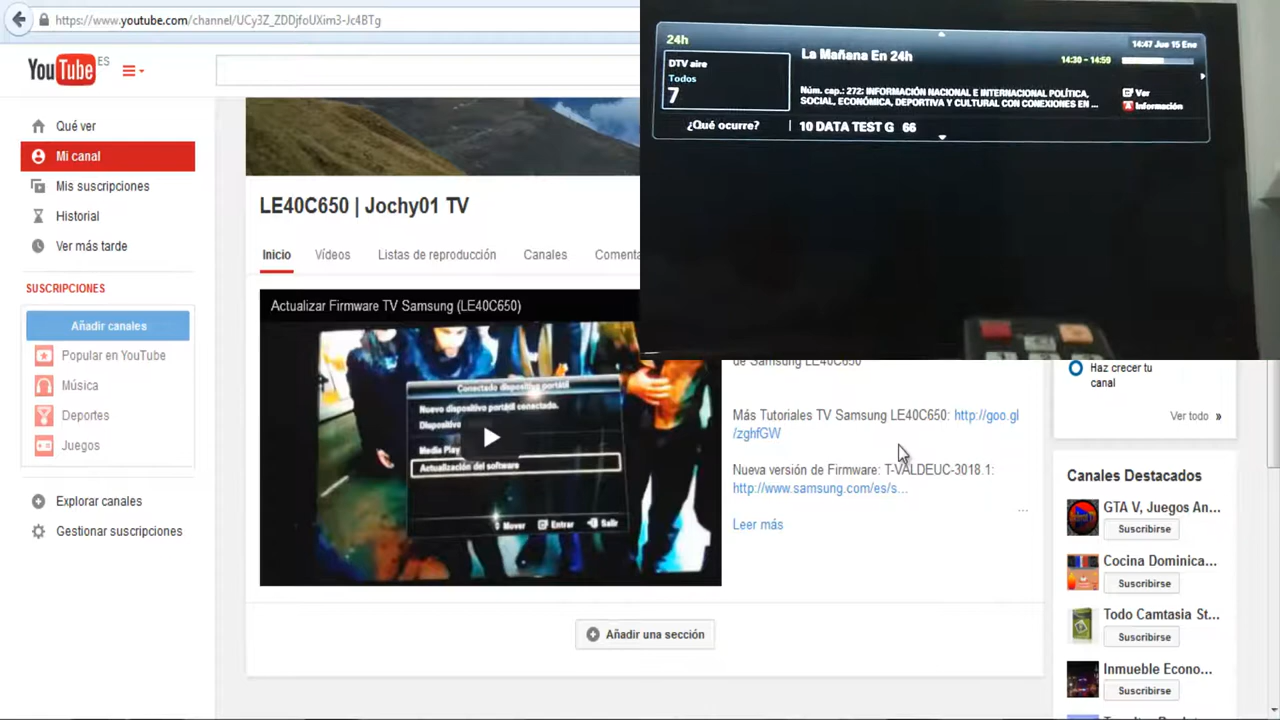 https://www.youtube.com/channel/UCy3Z_ZDDjfoUXim3-Jc4BTg
YouTube ES
Qué ver
Mi canal
Mis suscripciones
Historial
Ver más tarde
SUSCRIPCIONES
Añadir canales
Popular en YouTube
Música
Deportes
Juegos
Explorar canales
Gestionar suscripciones
LE40C650 | Jochy01 TV
Inicio
Vídeos
Listas de reproducción
Canales
Comenta
Actualizar Firmware TV Samsung (LE40C650)
Conectado dispositivo portátil
Nuevo dispositivo portátil conectado.
Dispositivo
Media Play
Actualización del software
Mover
Entrar
Salir
24h
DTV aire
Todos
7
¿Qué ocurre?
La Mañana En 24h
14:47 Jue 15 Ene
14:30 - 14:59
Núm. cap.: 272: INFORMACIÓN NACIONAL E INTERNACIONAL POLÍTICA,
SOCIAL, ECONÓMICA, DEPORTIVA Y CULTURAL CON CONEXIONES EN ...
Ver
A Información
10 DATA TEST G 66
de Samsung LE40C650
Más Tutoriales TV Samsung LE40C650: http://goo.gl
/zghfGW
Nueva versión de Firmware: T-VALDEUC-3018.1:
http://www.samsung.com/es/s...
...
Leer más
Añadir una sección
Haz crecer tu
canal
Ver todo »
Canales Destacados
GTA V, Juegos An...
Suscribirse
Cocina Dominica...
Suscribirse
Todo Camtasia St...
Suscribirse
Inmueble Econo...
Suscribirse